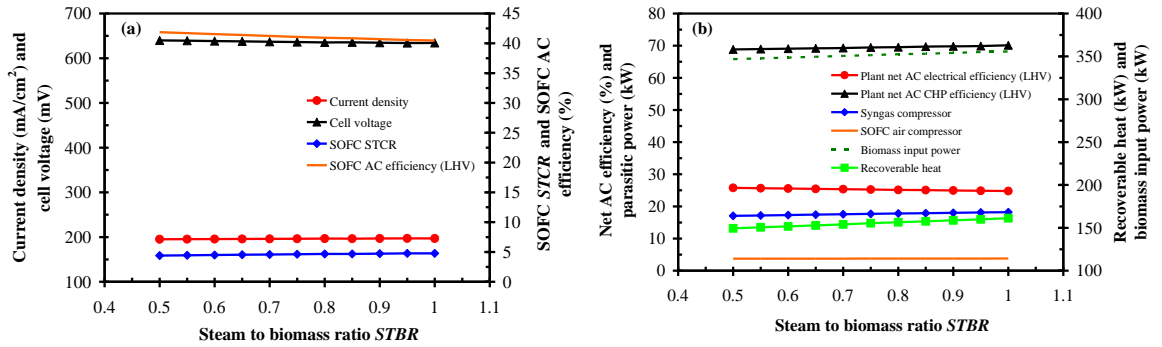 (a)
Current density (mA/cm²) and
cell voltage (mV)
700
600
500
400
300
200
100
45
40
35
30
25
20
15
10
5
0
SOFC STCR and SOFC AC
efficiency (%)
Current density
Cell voltage
SOFC STCR
SOFC AC efficiency (LHV)
0.4 0.5 0.6 0.7 0.8 0.9 1 1.1
Steam to biomass ratio STBR
(b)
Net AC efficiency (%) and
parasitic power (kW)
80
70
60
50
40
30
20
10
0
400
350
300
250
200
150
100
Recoverable heat (kW) and
biomass input power (kW)
Plant net AC electrical efficiency (LHV)
Plant net AC CHP efficiency (LHV)
Syngas compressor
SOFC air compressor
Biomass input power
Recoverable heat
0.4 0.5 0.6 0.7 0.8 0.9 1 1.1
Steam to biomass ratio STBR